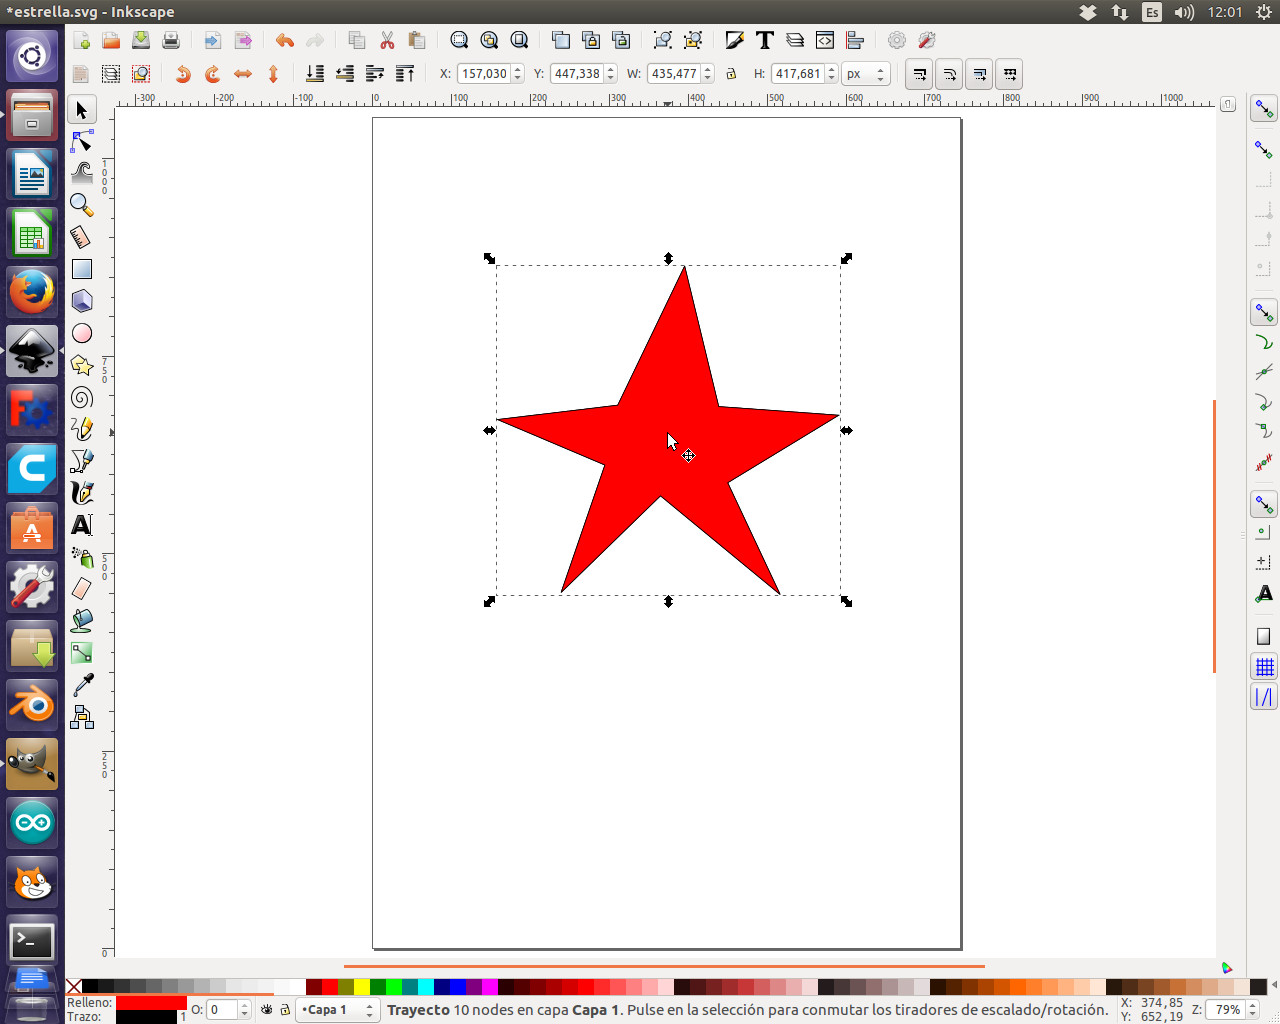 *estrella.svg - Inkscape
Es
12:01
X: 157,030
Y: 447,338
W: 435,477
H: 417,681
px
-300 -200 -100 0 100 200 300 400 500 600 700 800 900 1000
1000
750
500
250
0
Relleno:
Trazo:
1
O: 0
•Capa 1
Trayecto 10 nodes en capa Capa 1. Pulse en la selección para conmutar los tiradores de escalado/rotación.
X: 374,85
Y: 652,19
Z: 79%